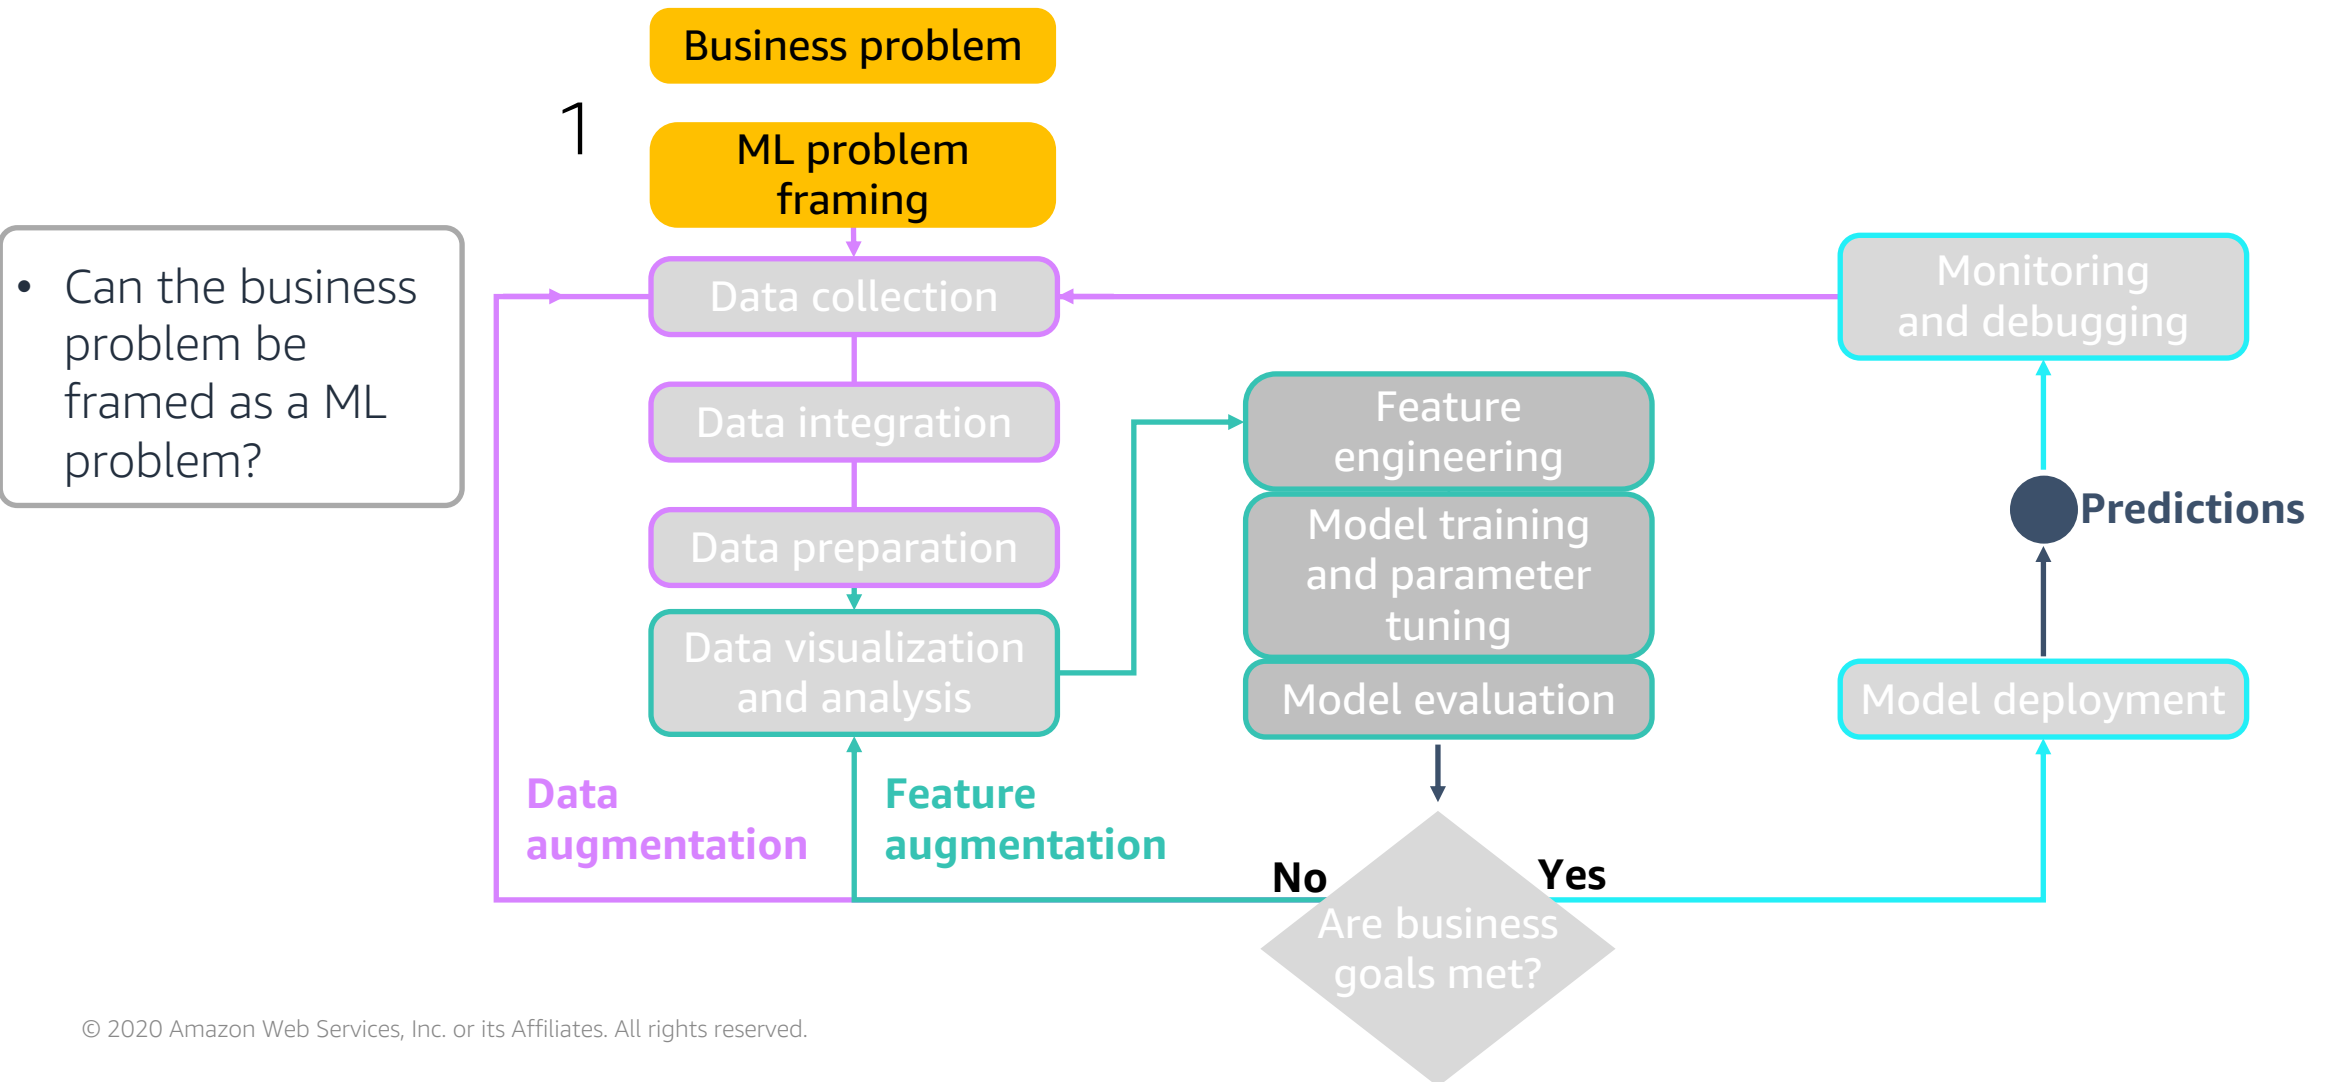 Business problem
1
ML problem
framing
• Can the business
problem be
framed as a ML
problem?
Data collection
Data integration
Data preparation
Data visualization
and analysis
Data
augmentation
Feature
augmentation
Feature
engineering
Model training
and parameter
tuning
Model evaluation
No
Yes
Are business
goals met?
Monitoring
and debugging
Predictions
Model deployment
© 2020 Amazon Web Services, Inc. or its Affiliates. All rights reserved.